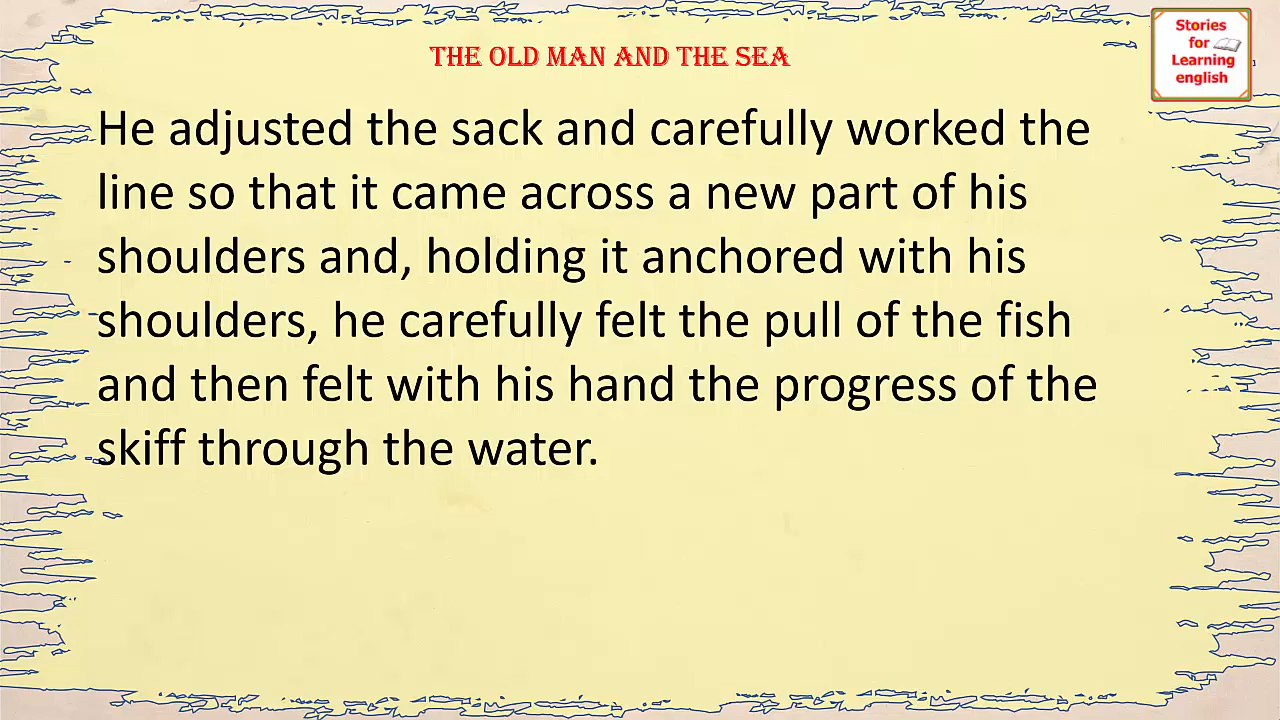 THE OLD MAN AND THE SEA
Stories
for
Learning
english
He adjusted the sack and carefully worked the
line so that it came across a new part of his
shoulders and, holding it anchored with his
shoulders, he carefully felt the pull of the fish
and then felt with his hand the progress of the
skiff through the water.